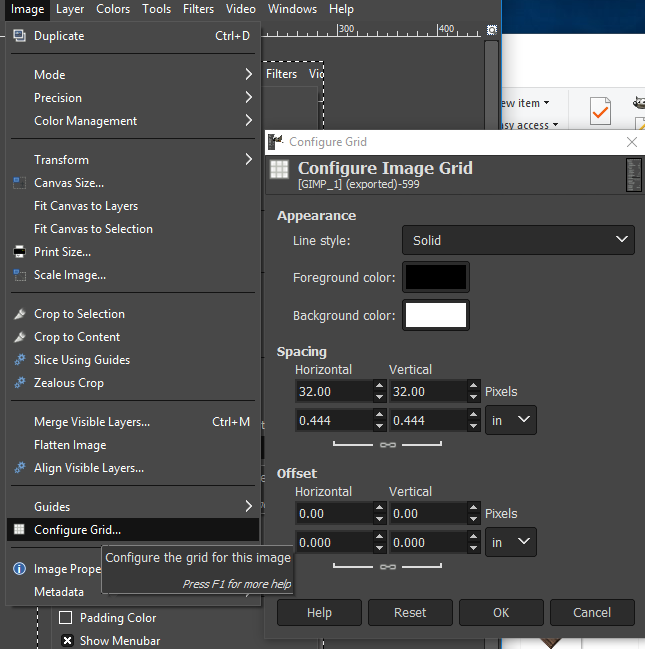 Image Layer Colors Tools Filters Video Windows Help
Duplicate Ctrl+D
300 400
Filters
Mode
Precision
Color Management
Transform
Canvas Size...
Fit Canvas to Layers
Fit Canvas to Selection
Print Size...
Scale Image...
Crop to Selection
Crop to Content
Slice Using Guides
Zealous Crop
Merge Visible Layers... Ctrl+M
Flatten Image
Align Visible Layers...
Guides
Configure Grid...
Configure the grid for this image
Press F1 for more help
Image Prope
Metadata
Padding Color
Show Menubar
ew item
sy access
Configure Grid
Configure Image Grid
[GIMP_1] (exported)-599
Appearance
Line style: Solid
Foreground color:
Background color:
Spacing
Horizontal Vertical
32.00 32.00 Pixels
0.444 0.444 in
Offset
Horizontal Vertical
0.00 0.00 Pixels
0.000 0.000 in
Help Reset OK Cancel